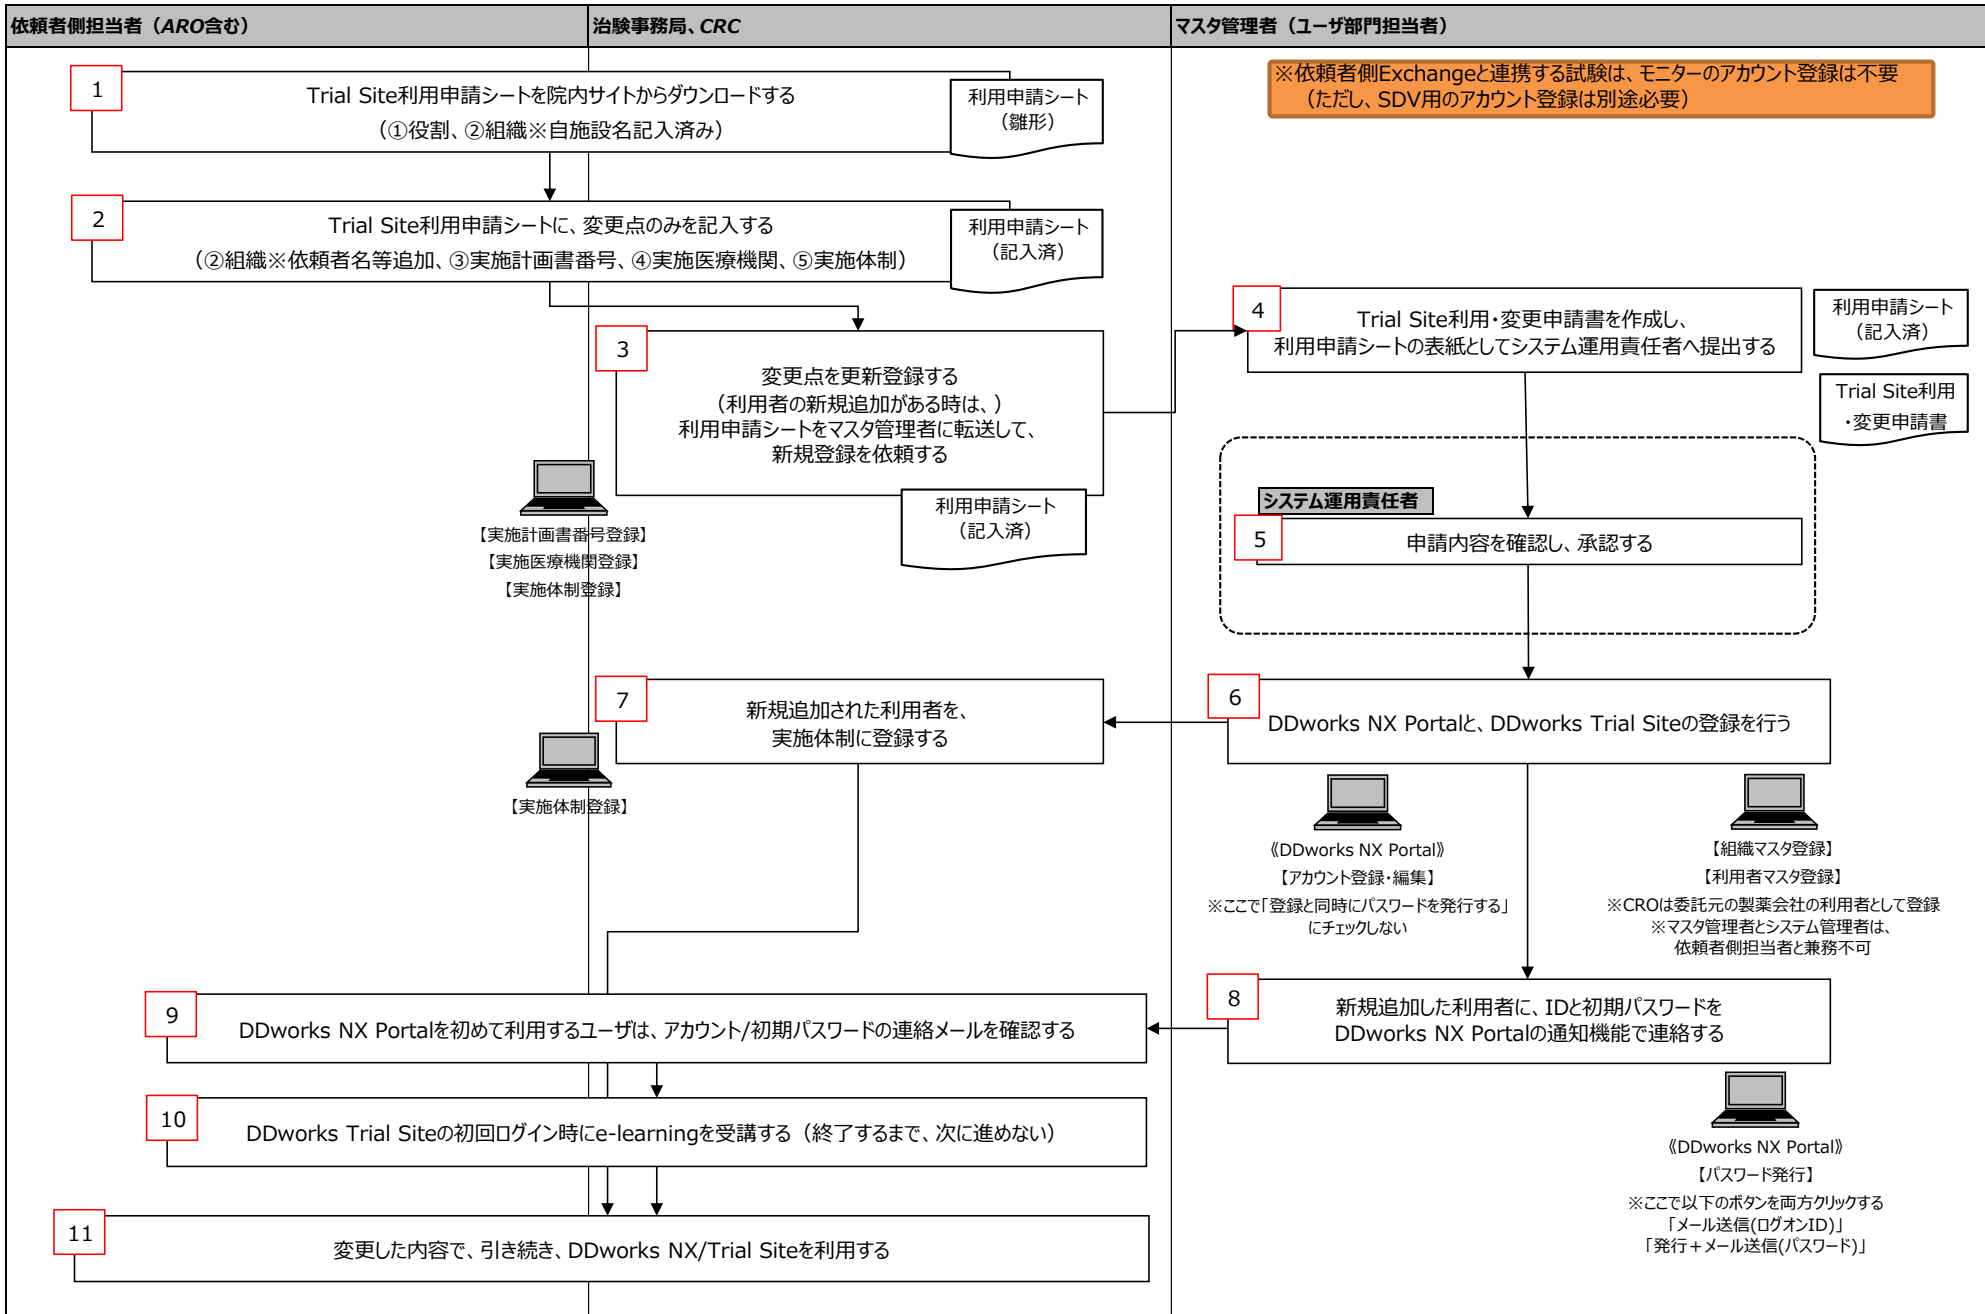 依頼者側担当者（ARO含む）
治験事務局、CRC
マスタ管理者（ユーザ部門担当者）
※依頼者側Exchangeと連携する試験は、モニターのアカウント登録は不要
（ただし、SDV用のアカウント登録は別途必要）
1
Trial Site利用申請シートを院内サイトからダウンロードする
（①役割、②組織※自施設名記入済み）
利用申請シート
（雛形）
2
Trial Site利用申請シートに、変更点のみを記入する
（②組織※依頼者名等追加、③実施計画書番号、④実施医療機関、⑤実施体制）
利用申請シート
（記入済）
3
変更点を更新登録する
（利用者の新規追加がある時は、）
利用申請シートをマスタ管理者に転送して、
新規登録を依頼する
利用申請シート
（記入済）
【実施計画書番号登録】
【実施医療機関登録】
【実施体制登録】
4
Trial Site利用・変更申請書を作成し、
利用申請シートの表紙としてシステム運用責任者へ提出する
利用申請シート
（記入済）
Trial Site利用
・変更申請書
システム運用責任者
5
申請内容を確認し、承認する
6
DDworks NX Portalと、DDworks Trial Siteの登録を行う
7
新規追加された利用者を、
実施体制に登録する
【実施体制登録】
《DDworks NX Portal》
【アカウント登録・編集】
※ここで「登録と同時にパスワードを発行する」
にチェックしない
【組織マスタ登録】
【利用者マスタ登録】
※CROは委託元の製薬会社の利用者として登録
※マスタ管理者とシステム管理者は、
依頼者側担当者と兼務不可
8
新規追加した利用者に、IDと初期パスワードを
DDworks NX Portalの通知機能で連絡する
9
DDworks NX Portalを初めて利用するユーザは、アカウント/初期パスワードの連絡メールを確認する
10
DDworks Trial Siteの初回ログイン時にe-learningを受講する（終了するまで、次に進めない）
《DDworks NX Portal》
【パスワード発行】
※ここで以下のボタンを両方クリックする
「メール送信(ログオンID)」
「発行＋メール送信(パスワード)」
11
変更した内容で、引き続き、DDworks NX/Trial Siteを利用する